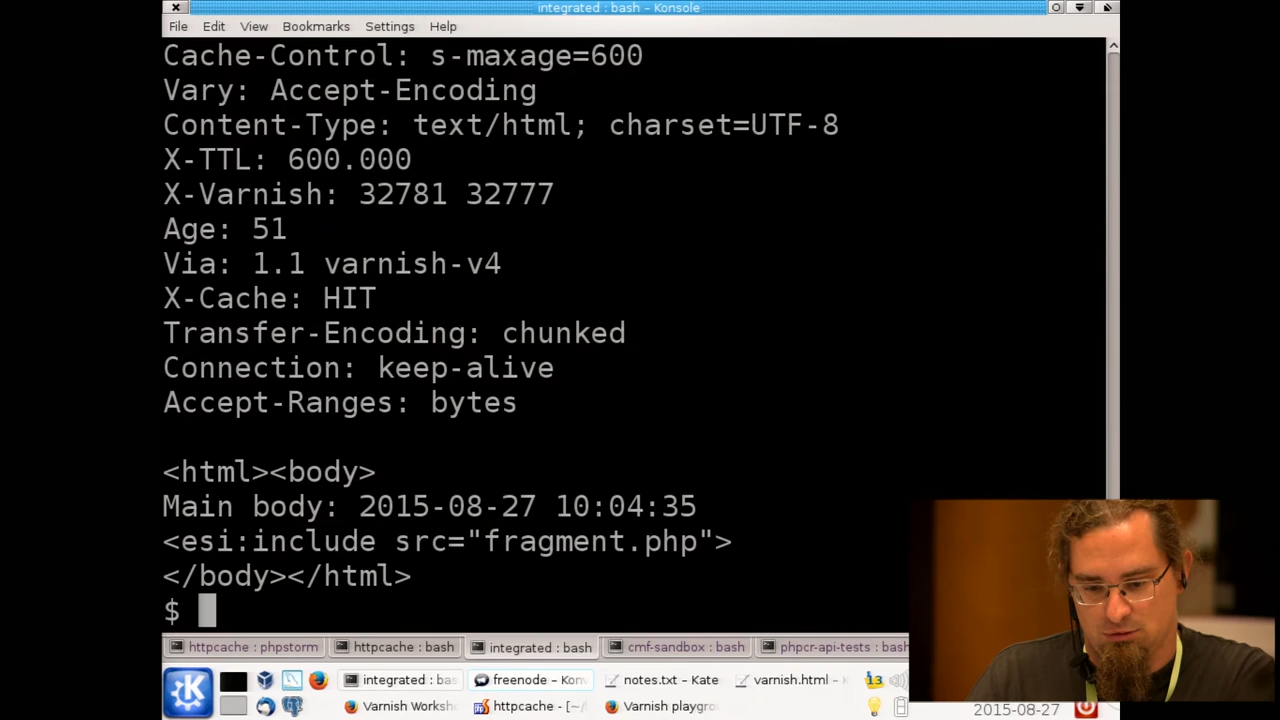 integrated : bash – Konsole
File Edit View Bookmarks Settings Help
Cache-Control: s-maxage=600
Vary: Accept-Encoding
Content-Type: text/html; charset=UTF-8
X-TTL: 600.000
X-Varnish: 32781 32777
Age: 51
Via: 1.1 varnish-v4
X-Cache: HIT
Transfer-Encoding: chunked
Connection: keep-alive
Accept-Ranges: bytes
<html><body>
Main body: 2015-08-27 10:04:35
<esi:include src="fragment.php">
</body></html>
$
httpcache : phpstorm httpcache : bash integrated : bash cmf-sandbox : bash phpcr-api-tests : bash
integrated : bas freenode – Kon notes.txt – Kate varnish.html – 13
Varnish Worksh httpcache - [~/ Varnish playgro
2015-08-27